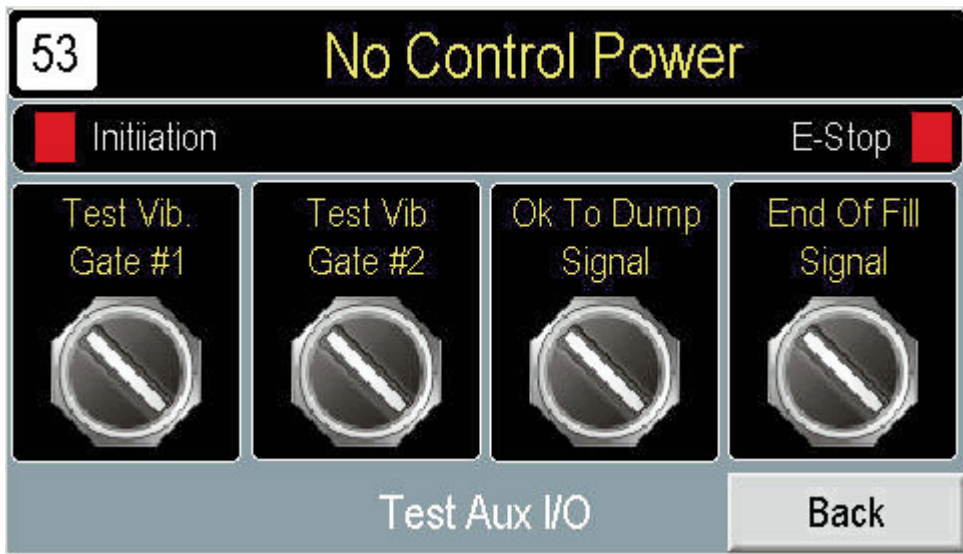 53 No Control Power
Initiiation E-Stop
Test Vib. Gate #1
Test Vib Gate #2
Ok To Dump Signal
End Of Fill Signal
Test Aux I/O Back